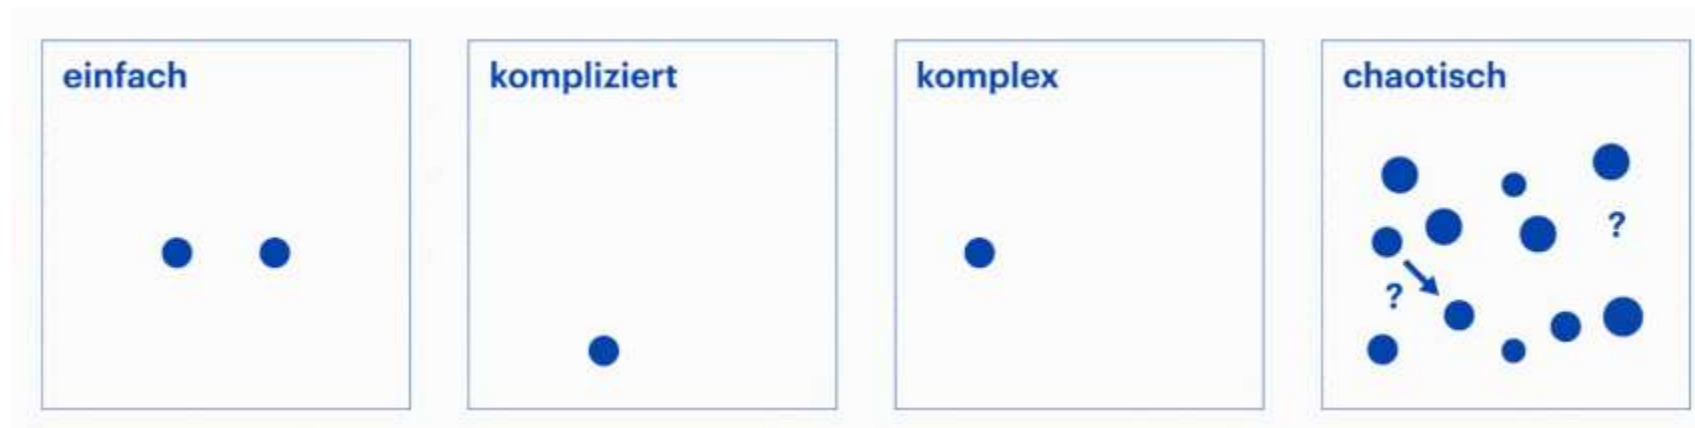 einfach
kompliziert
komplex
chaotisch
?
?